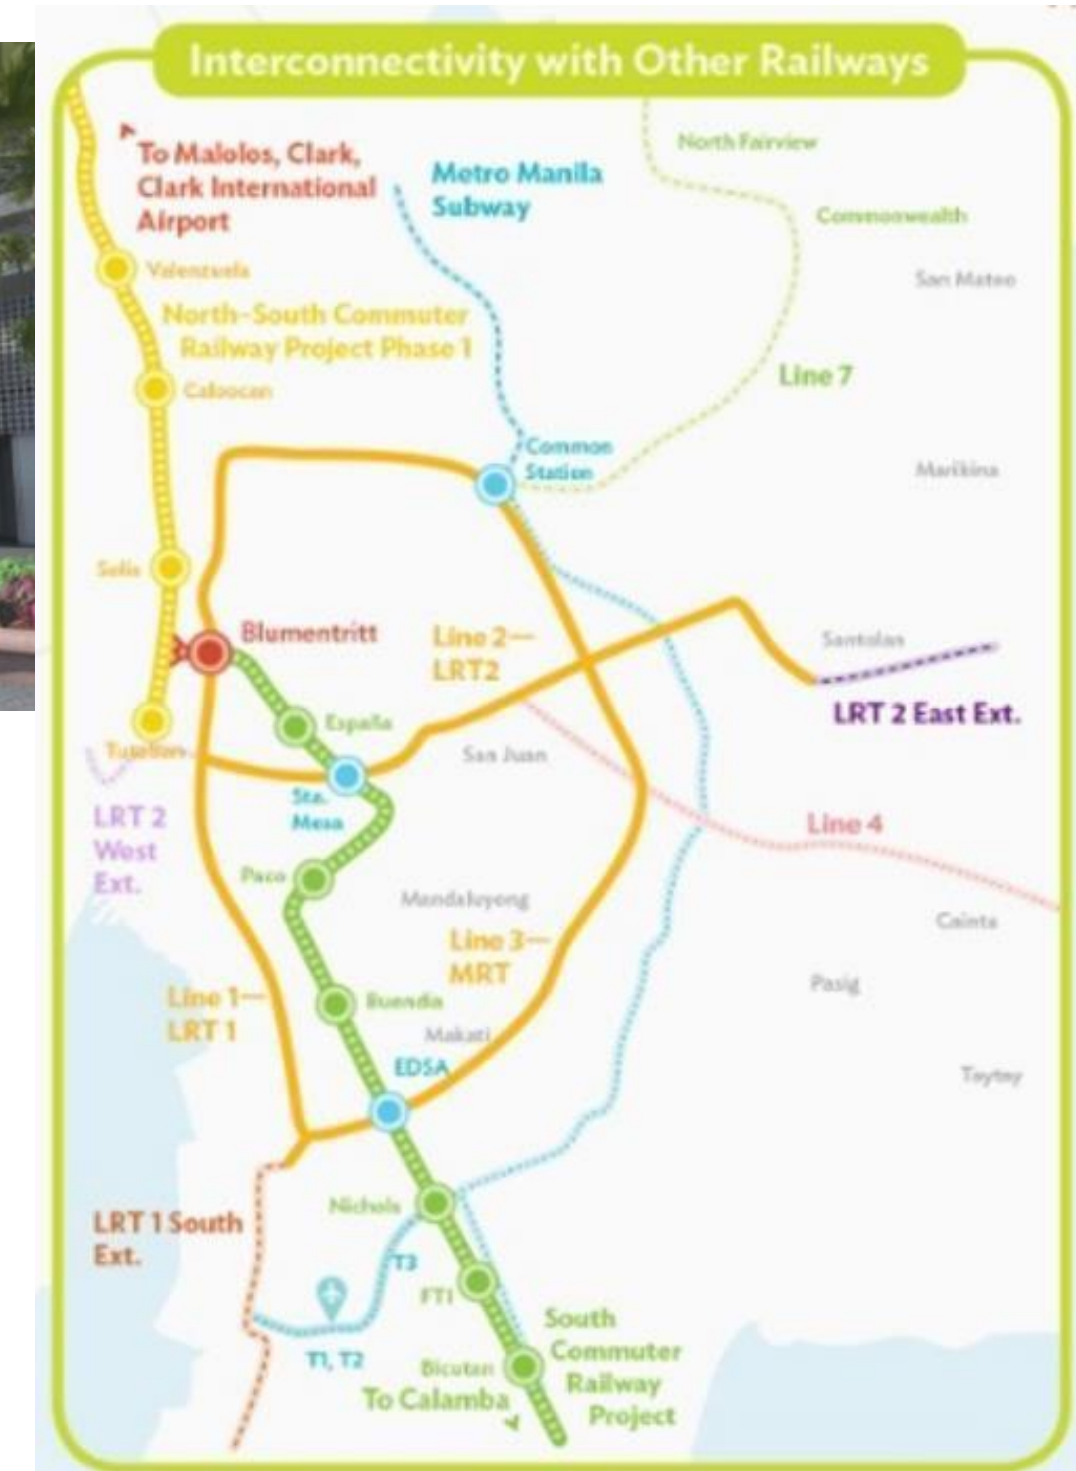 Interconnectivity with Other Railways
North Fairview
To Malolos, Clark,
Clark International
Airport
Metro Manila
Subway
Commonwealth
Valenzuela
San Mateo
North-South Commuter
Railway Project Phase 1
Caloocan
Line 7
Common
Station
Marikina
Solis
Blumentritt
Line 2—
LRT2
Santolan
LRT 2 East Ext.
España
Tutuban
San Juan
Sta.
Mesa
LRT 2
West
Ext.
Line 4
Paco
Mandaluyong
Cainta
Line 3—
MRT
Pasig
Line 1—
LRT 1
Buendia
Makati
EDSA
Taytay
Nichols
LRT 1 South
Ext.
T3
FTI
T1, T2
South
Commuter
Railway
Project
Bicutan
To Calamba